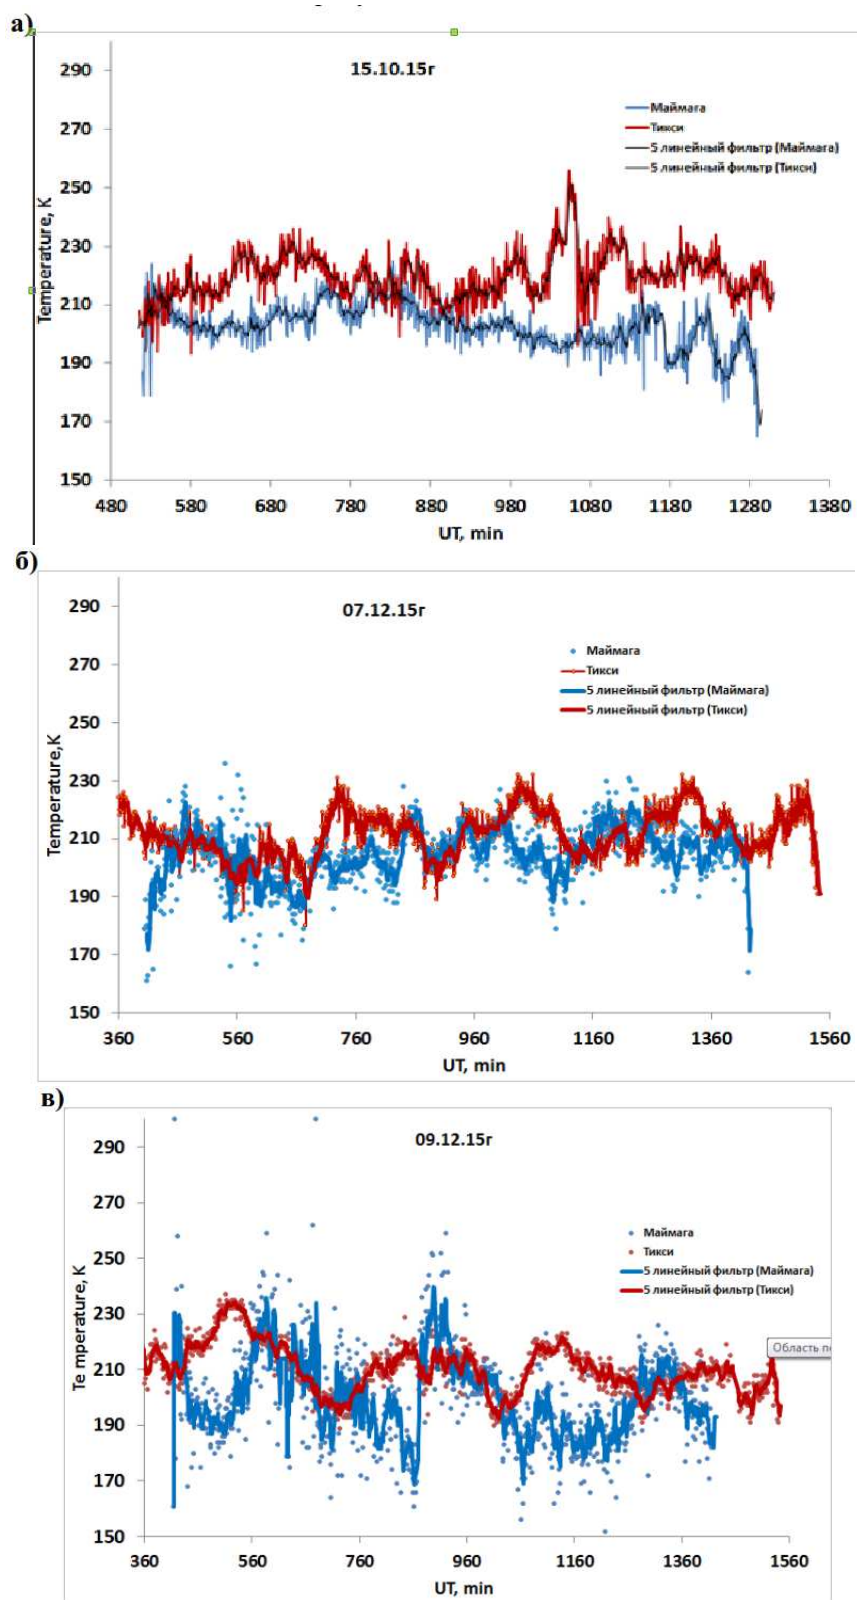 а)
15.10.15г
Маймага
Тикси
5 линейный фильтр (Маймага)
5 линейный фильтр (Тикси)
Temperature, K
290
270
250
230
210
190
170
150
480 580 680 780 880 980 1080 1180 1280 1380
UT, min
б)
07.12.15г
Маймага
Тикси
5 линейный фильтр (Маймага)
5 линейный фильтр (Тикси)
Temperature,K
290
270
250
230
210
190
170
150
360 560 760 960 1160 1360 1560
UT, min
в)
09.12.15г
Маймага
Тикси
5 линейный фильтр (Маймага)
5 линейный фильтр (Тикси)
Область п
Te mperature, K
290
270
250
230
210
190
170
150
360 560 760 960 1160 1360 1560
UT, min